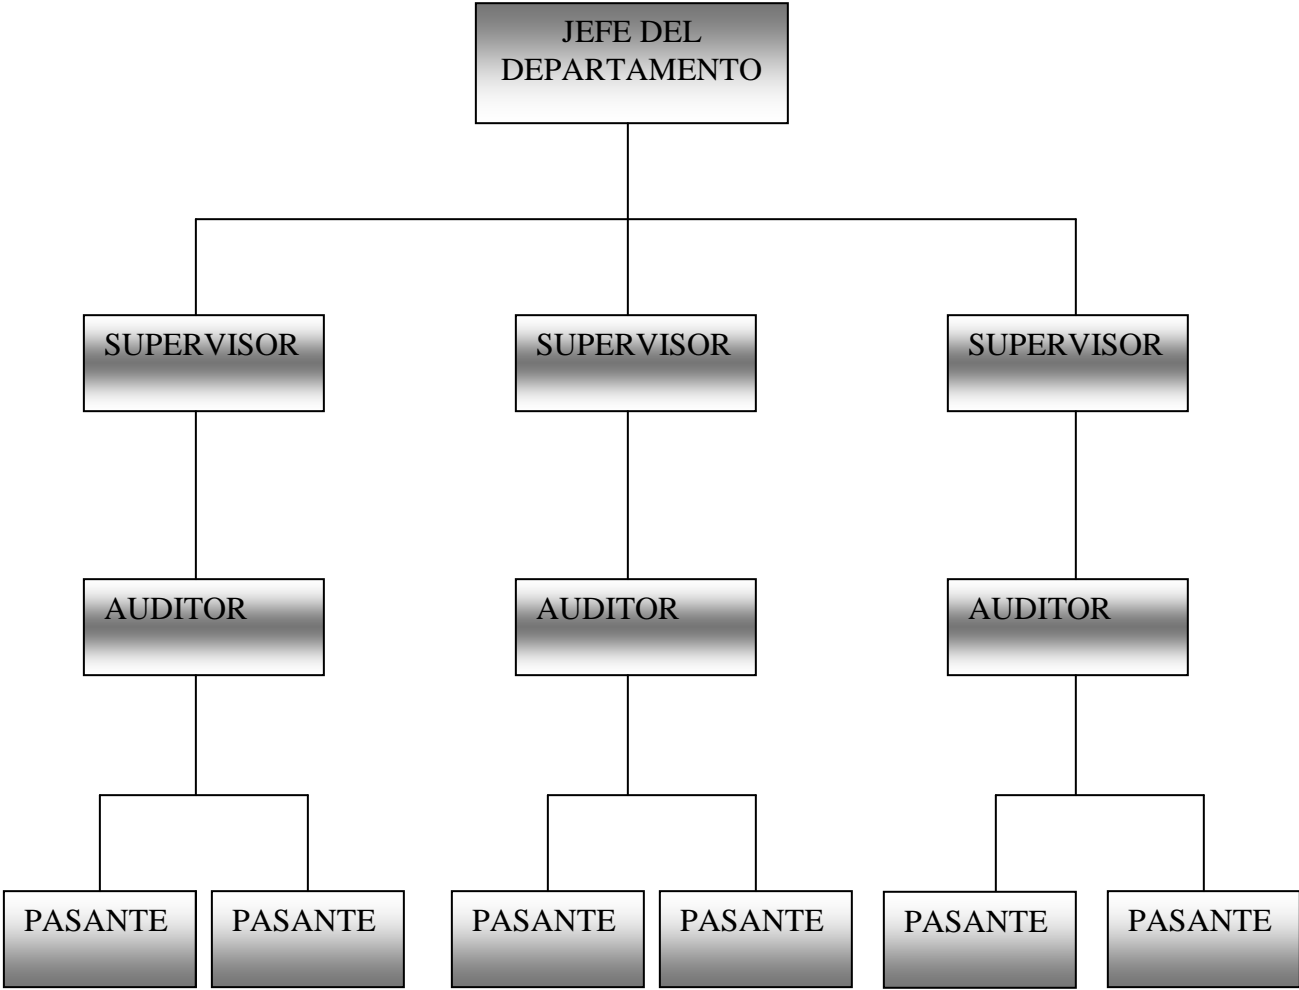 JEFE DEL
DEPARTAMENTO
SUPERVISOR
SUPERVISOR
SUPERVISOR
AUDITOR
AUDITOR
AUDITOR
PASANTE
PASANTE
PASANTE
PASANTE
PASANTE
PASANTE